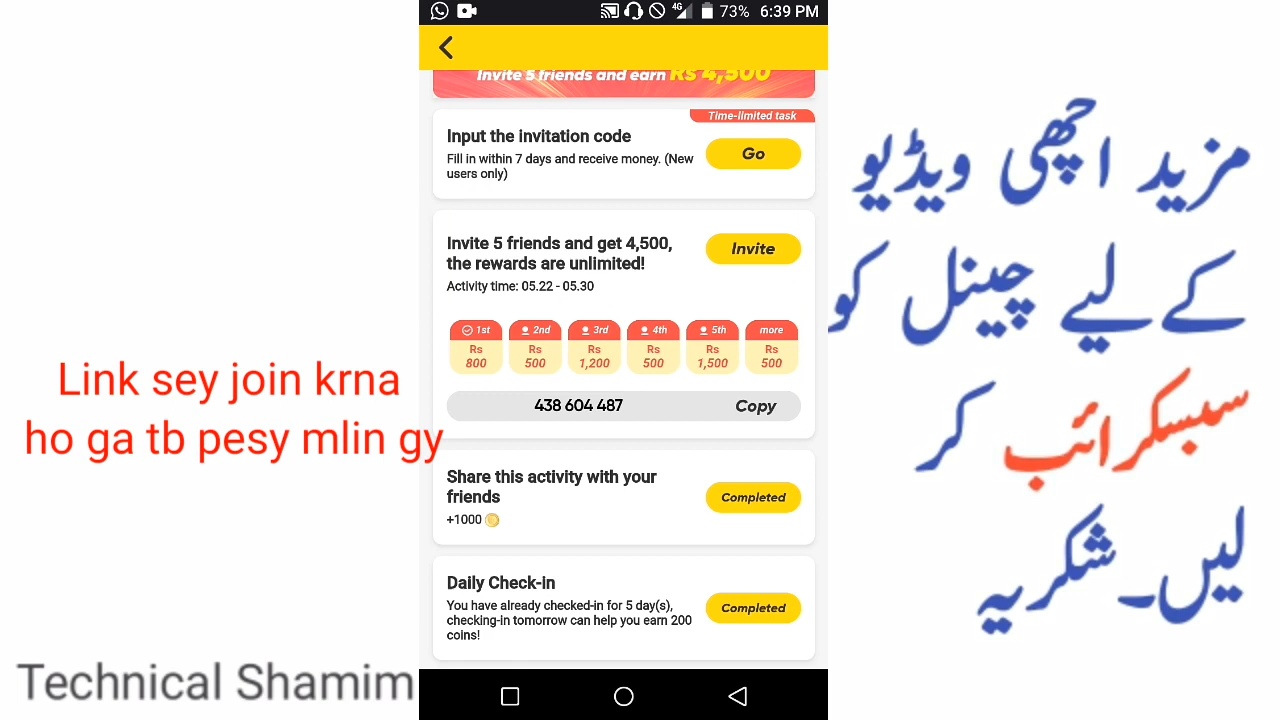 4G 73% 6:39 PM
Invite 5 friends and earn Rs 4,500
Time-limited task
Input the invitation code
Go
Fill in within 7 days and receive money. (New
users only)
Invite 5 friends and get 4,500,
the rewards are unlimited!
Invite
Activity time: 05.22 - 05.30
1st 2nd 3rd 4th 5th more
Rs Rs Rs Rs Rs Rs
800 500 1,200 500 1,500 500
438 604 487 Copy
Share this activity with your
friends
Completed
+1000
Daily Check-in
You have already checked-in for 5 day(s),
checking-in tomorrow can help you earn 200
coins!
Completed
Link sey join krna
ho ga tb pesy mlin gy
Technical Shamim
مزید اچھی ویڈیو
کے لیے چینل کو
سبسکرائب کر
لیں۔ شکریہ